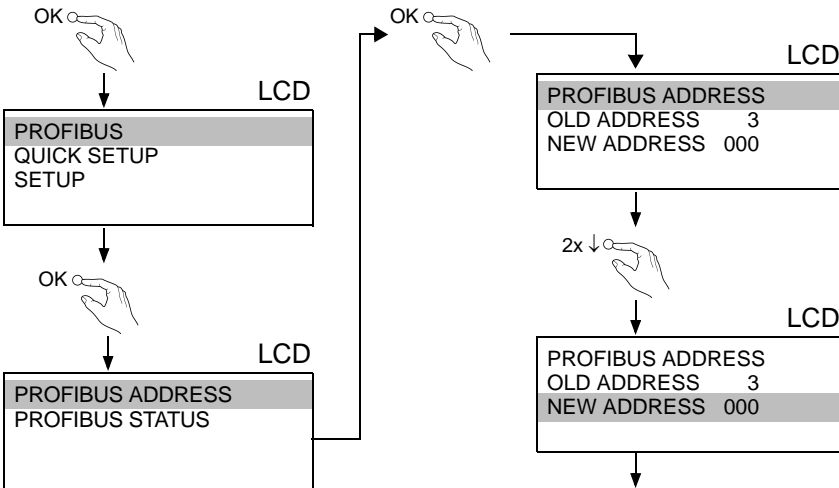 OK
LCD
PROFIBUS
QUICK SETUP
SETUP
OK
LCD
PROFIBUS ADDRESS
PROFIBUS STATUS
OK
LCD
PROFIBUS ADDRESS
OLD ADDRESS 3
NEW ADDRESS 000
2x ↓
LCD
PROFIBUS ADDRESS
OLD ADDRESS 3
NEW ADDRESS 000